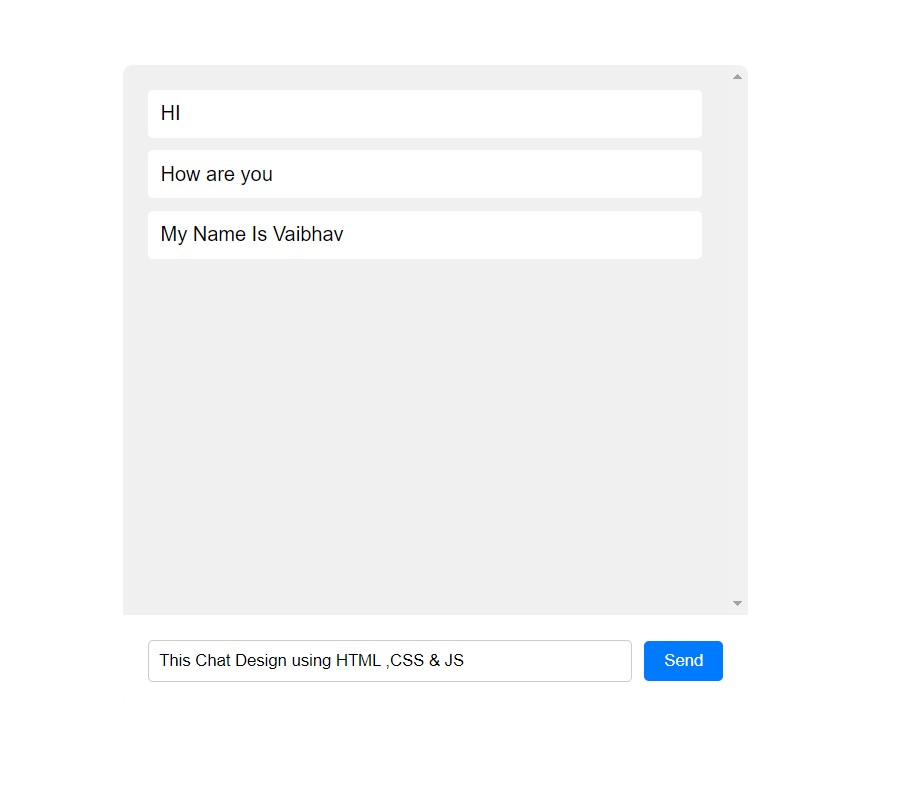 HI
How are you
My Name Is Vaibhav
This Chat Design using HTML ,CSS & JS
Send